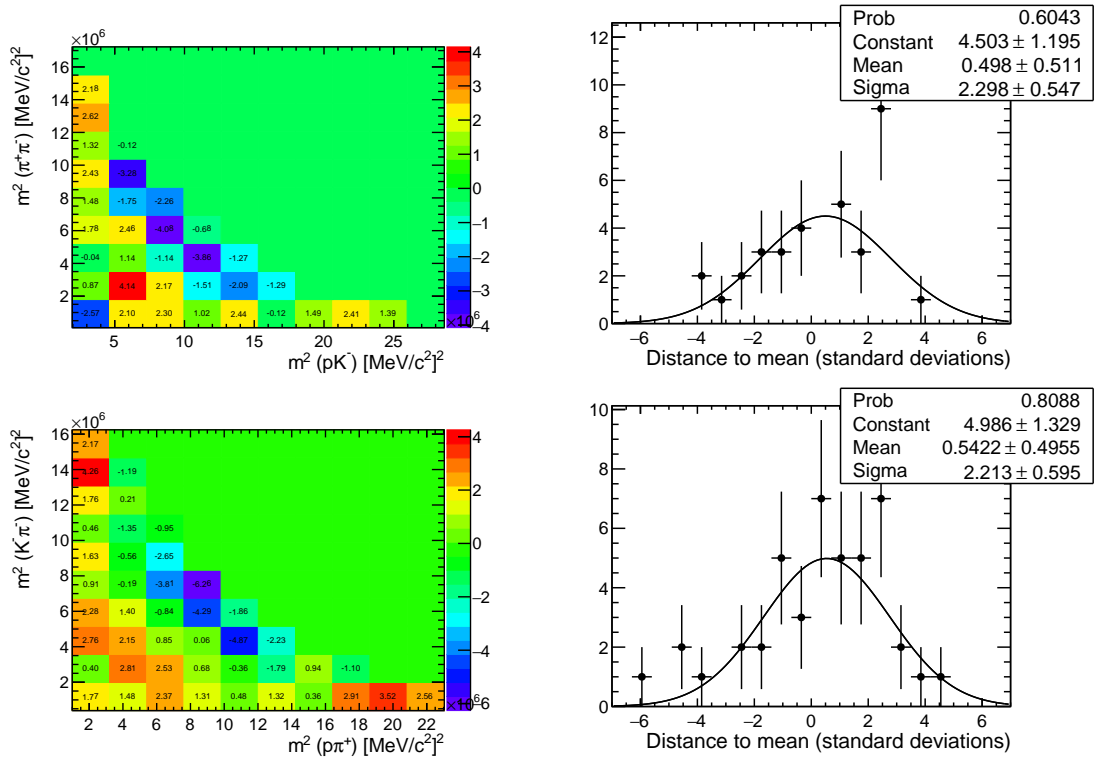 ×10⁶
m² (π⁺π⁻) [MeV/c²]²
16
14
12
10
8
6
4
2
2.18
2.62
1.32 -0.12
2.43 -3.28
1.48 -1.75 -2.26
1.78 2.46 -4.08 -0.68
-0.04 1.14 -1.14 -3.86 -1.27
0.87 4.14 2.17 -1.51 -2.09 -1.29
-2.57 2.10 2.30 1.02 2.44 -0.12 1.49 2.41 1.39
4
3
2
1
0
−1
−2
−3
−4
×10⁶
5 10 15 20 25
m² (pK⁻) [MeV/c²]²
Prob 0.6043
Constant 4.503 ± 1.195
Mean 0.498 ± 0.511
Sigma 2.298 ± 0.547
12
10
8
6
4
2
0
−6 −4 −2 0 2 4 6
Distance to mean (standard deviations)
×10⁶
m² (K⁻π⁻) [MeV/c²]²
16
14
12
10
8
6
4
2
2.17
4.26 -1.19
1.76 0.21
0.46 -1.35 -0.95
1.63 -0.56 -2.65
0.91 -0.19 -3.81 -6.26
2.28 1.40 -0.84 -4.29 -1.86
2.76 2.15 0.85 0.06 -4.87 -2.23
0.40 2.81 2.53 0.68 -0.36 -1.79 0.94 -1.10
1.77 1.48 2.37 1.31 0.48 1.32 0.36 2.91 3.52 2.56
4
2
0
−2
−4
−6
×10⁶
2 4 6 8 10 12 14 16 18 20 22
m² (pπ⁺) [MeV/c²]²
Prob 0.8088
Constant 4.986 ± 1.329
Mean 0.5422 ± 0.4955
Sigma 2.213 ± 0.595
10
8
6
4
2
0
−6 −4 −2 0 2 4 6
Distance to mean (standard deviations)